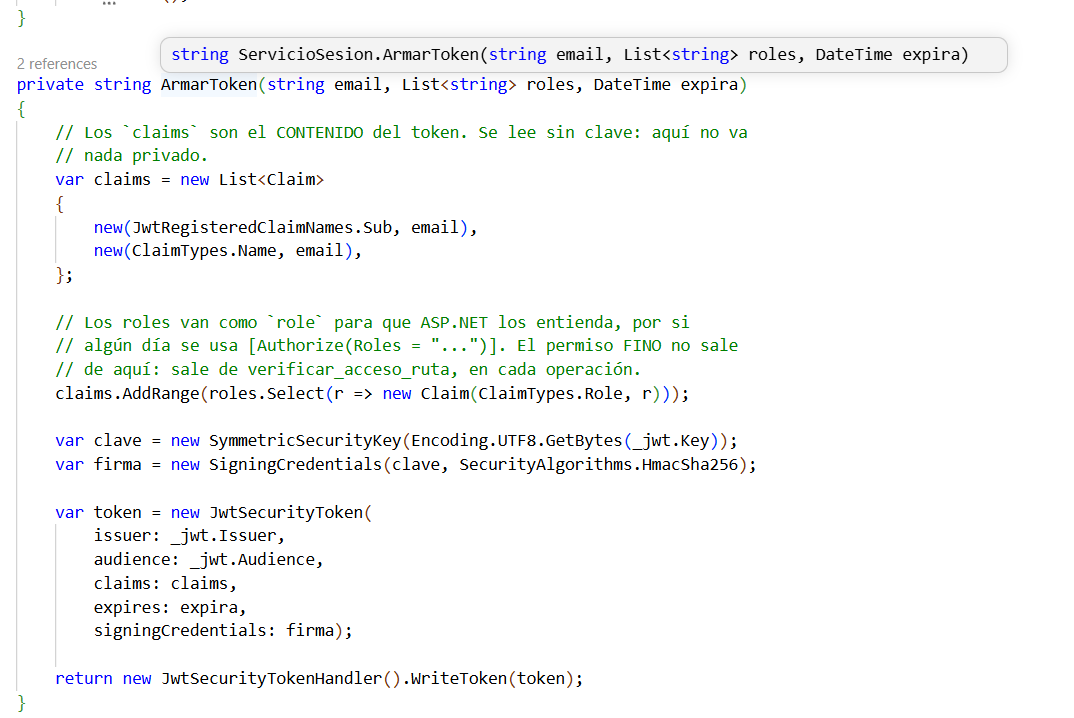 }
string ServicioSesion.ArmarToken(string email, List<string> roles, DateTime expira)
2 references
private string ArmarToken(string email, List<string> roles, DateTime expira)
{
// Los `claims` son el CONTENIDO del token. Se lee sin clave: aquí no va
// nada privado.
var claims = new List<Claim>
{
new(JwtRegisteredClaimNames.Sub, email),
new(ClaimTypes.Name, email),
};
// Los roles van como `role` para que ASP.NET los entienda, por si
// algún día se usa [Authorize(Roles = "...")]. El permiso FINO no sale
// de aquí: sale de verificar_acceso_ruta, en cada operación.
claims.AddRange(roles.Select(r => new Claim(ClaimTypes.Role, r)));
var clave = new SymmetricSecurityKey(Encoding.UTF8.GetBytes(_jwt.Key));
var firma = new SigningCredentials(clave, SecurityAlgorithms.HmacSha256);
var token = new JwtSecurityToken(
issuer: _jwt.Issuer,
audience: _jwt.Audience,
claims: claims,
expires: expira,
signingCredentials: firma);
return new JwtSecurityTokenHandler().WriteToken(token);
}